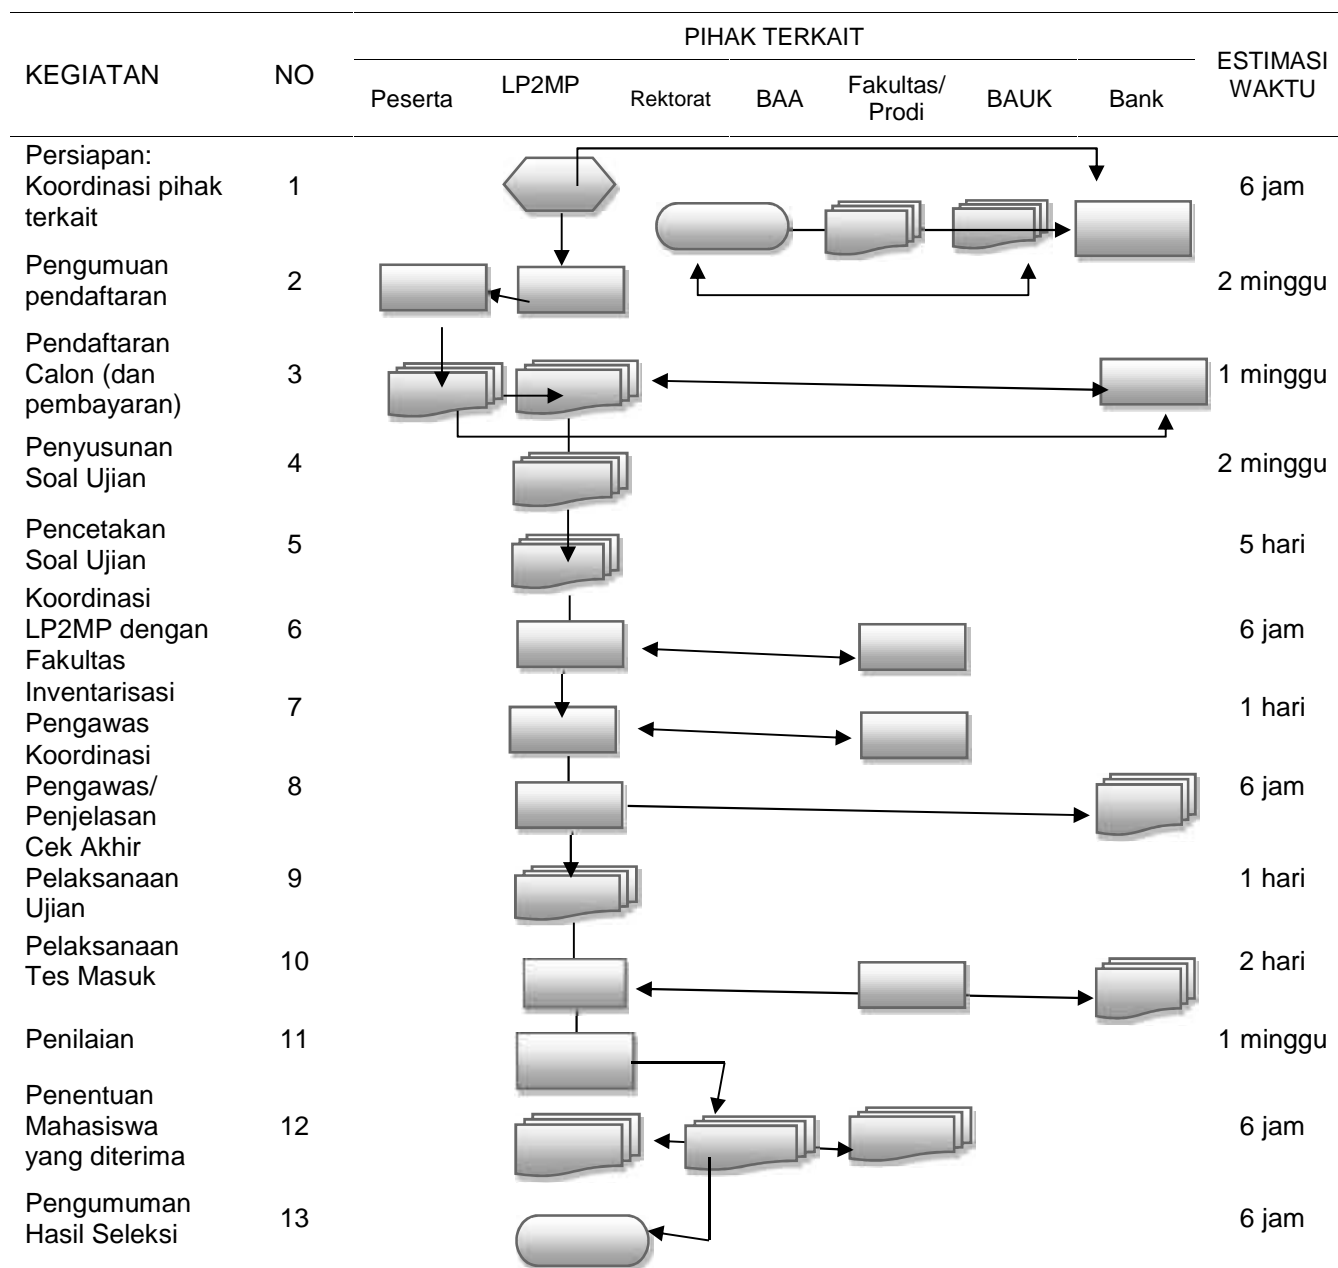 PIHAK TERKAIT
KEGIATAN NO ESTIMASI
WAKTU
Peserta LP2MP Rektorat BAA Fakultas/
Prodi BAUK Bank
Persiapan:
Koordinasi pihak 1 6 jam
terkait
Pengumuan
pendaftaran 2 2 minggu
Pendaftaran
Calon (dan 3 1 minggu
pembayaran)
Penyusunan
Soal Ujian 4 2 minggu
Pencetakan
Soal Ujian 5 5 hari
Koordinasi
LP2MP dengan 6 6 jam
Fakultas
Inventarisasi
Pengawas 7 1 hari
Koordinasi
Pengawas/ 8 6 jam
Penjelasan
Cek Akhir
Pelaksanaan 9 1 hari
Ujian
Pelaksanaan
Tes Masuk 10 2 hari
Penilaian 11 1 minggu
Penentuan
Mahasiswa 12 6 jam
yang diterima
Pengumuman
Hasil Seleksi 13 6 jam